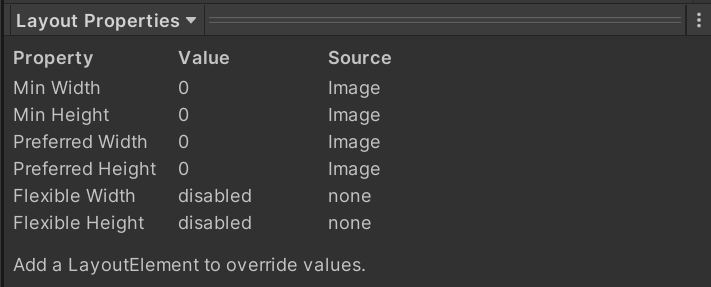 Layout Properties
Property Value Source
Min Width 0 Image
Min Height 0 Image
Preferred Width 0 Image
Preferred Height 0 Image
Flexible Width disabled none
Flexible Height disabled none
Add a LayoutElement to override values.